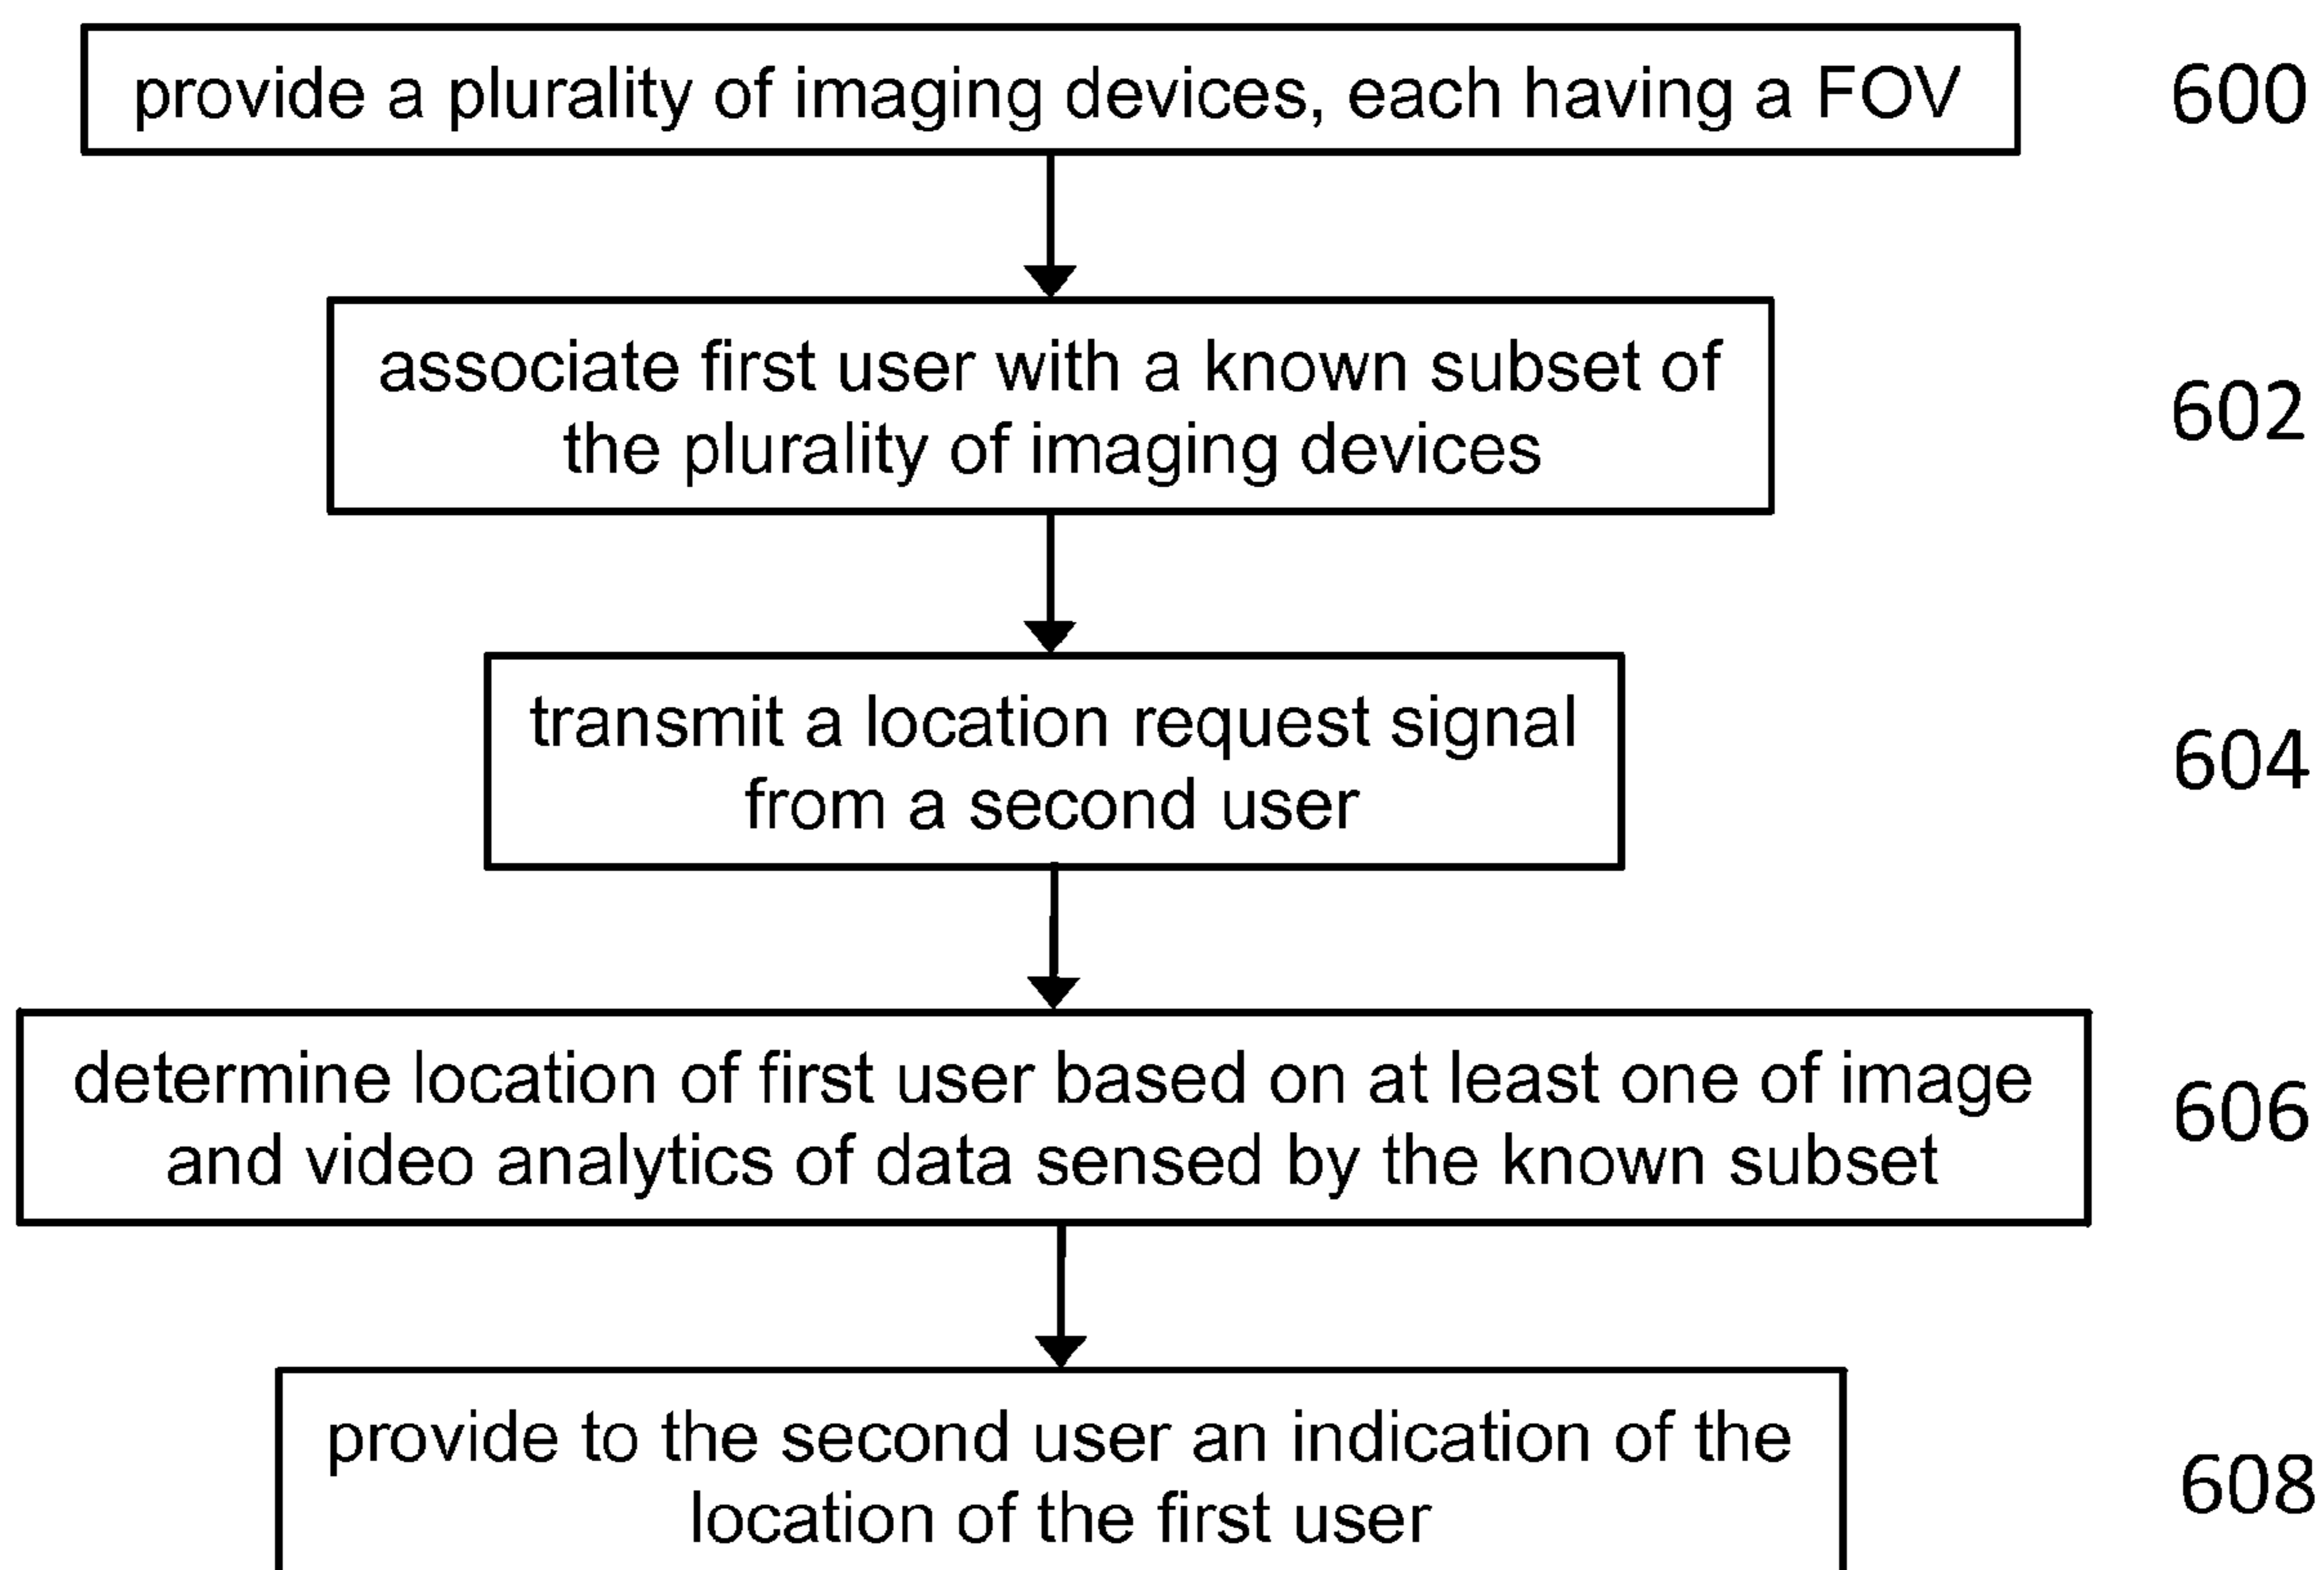 provide a plurality of imaging devices, each having a FOV 600
associate first user with a known subset of
the plurality of imaging devices
602
transmit a location request signal
from a second user
604
determine location of first user based on at least one of image
and video analytics of data sensed by the known subset
606
provide to the second user an indication of the
location of the first user
608